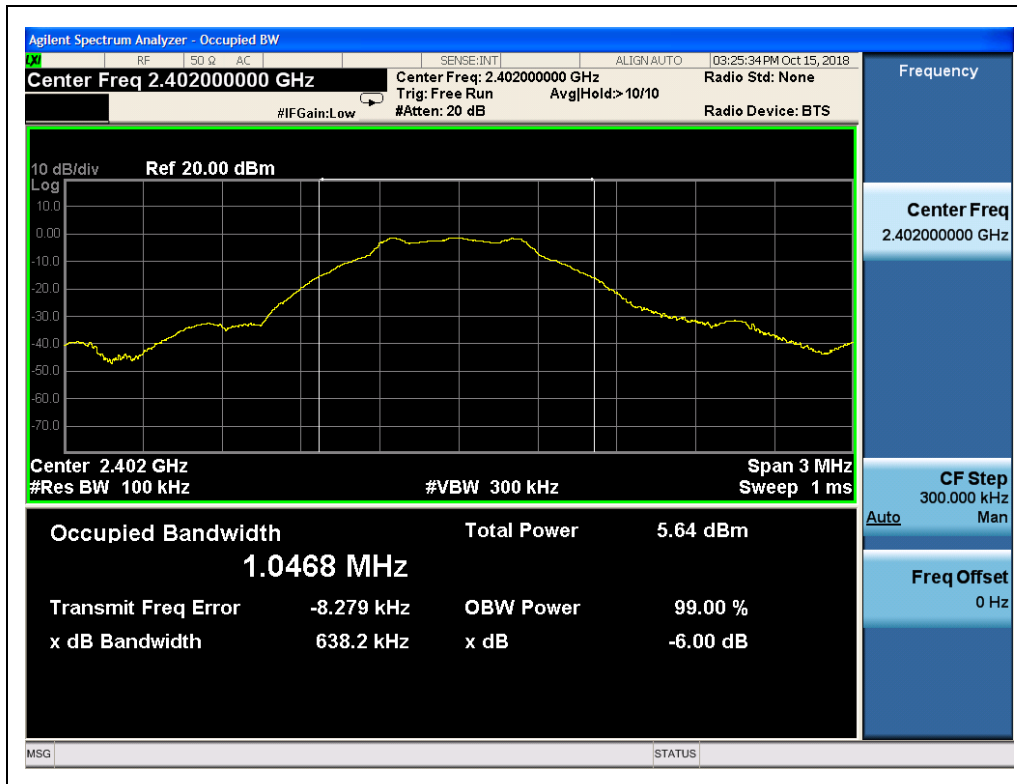 Agilent Spectrum Analyzer - Occupied BW
LXI RF 50 Ω AC SENSE:INT ALIGN AUTO 03:25:34 PM Oct 15, 2018
Center Freq 2.402000000 GHz
Center Freq: 2.402000000 GHz
Radio Std: None
Trig: Free Run Avg|Hold:>10/10
#IFGain:Low #Atten: 20 dB Radio Device: BTS
10 dB/div Ref 20.00 dBm
Log
10.0
0.00
-10.0
-20.0
-30.0
-40.0
-50.0
-60.0
-70.0
Center 2.402 GHz Span 3 MHz
#Res BW 100 kHz #VBW 300 kHz Sweep 1 ms
Occupied Bandwidth Total Power 5.64 dBm
1.0468 MHz
Transmit Freq Error -8.279 kHz OBW Power 99.00 %
x dB Bandwidth 638.2 kHz x dB -6.00 dB
Frequency
Center Freq
2.402000000 GHz
CF Step
300.000 kHz
Auto Man
Freq Offset
0 Hz
MSG STATUS